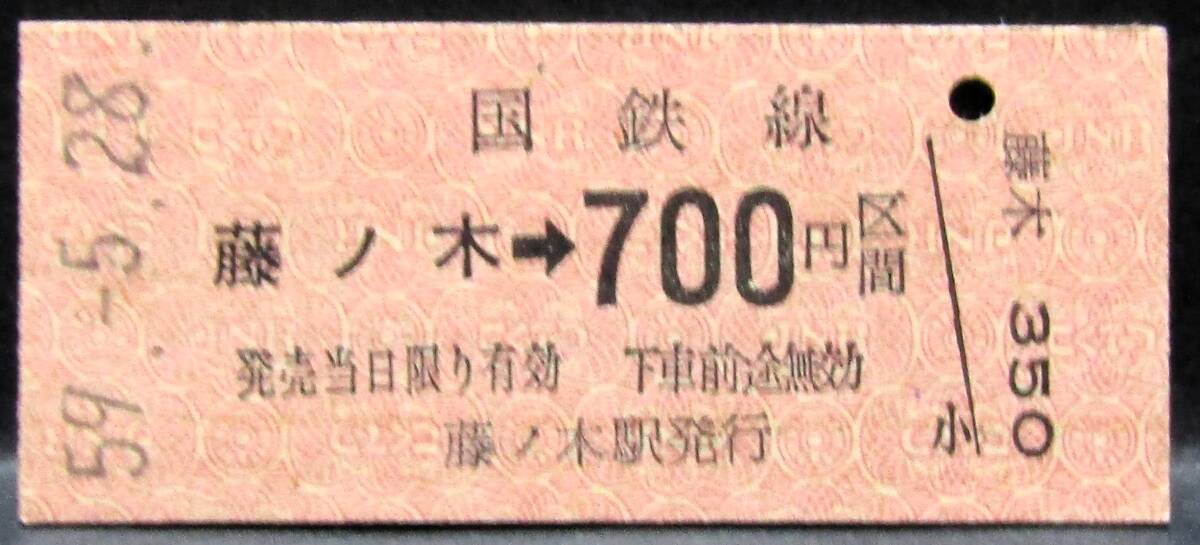 59.-5.28.
国鉄線
藤ノ木➡700円区間
発売当日限り有効 下車前途無効
藤ノ木駅発行
小
藤木 350